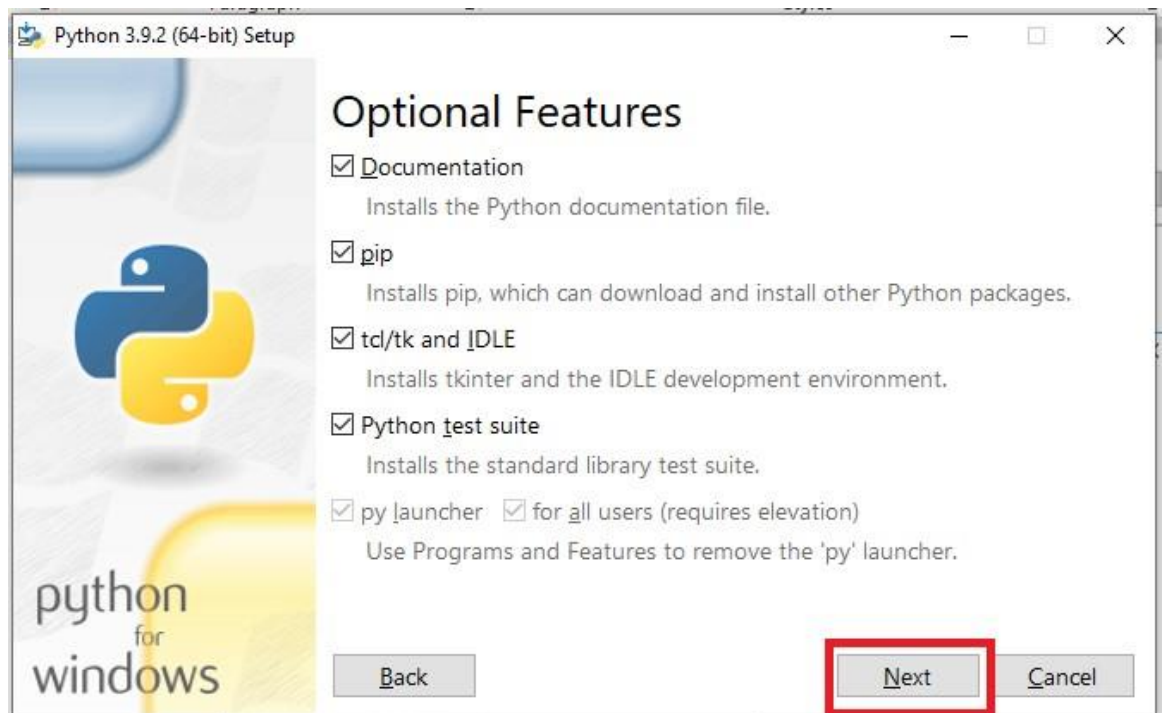 Python 3.9.2 (64-bit) Setup
Optional Features
Documentation
Installs the Python documentation file.
pip
Installs pip, which can download and install other Python packages.
tcl/tk and IDLE
Installs tkinter and the IDLE development environment.
Python test suite
Installs the standard library test suite.
py launcher for all users (requires elevation)
Use Programs and Features to remove the 'py' launcher.
python
for
windows
Back Next Cancel